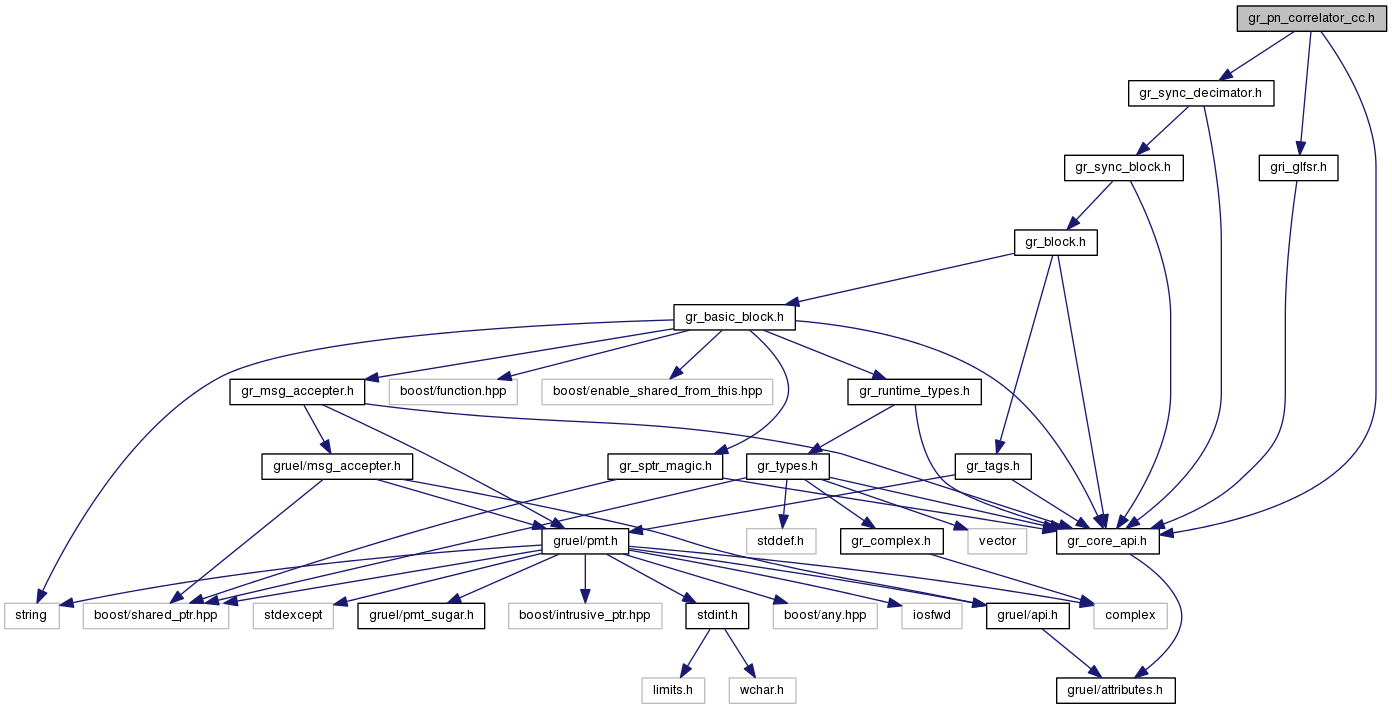 gr_pn_correlator_cc.h
gr_sync_decimator.h
gr_sync_block.h
gri_glfsr.h
gr_block.h
gr_basic_block.h
gr_msg_accepter.h
boost/function.hpp
boost/enable_shared_from_this.hpp
gr_runtime_types.h
gruel/msg_accepter.h
gr_sptr_magic.h
gr_types.h
gr_tags.h
gruel/pmt.h
stddef.h
gr_complex.h
vector
gr_core_api.h
string
boost/shared_ptr.hpp
stdexcept
gruel/pmt_sugar.h
boost/intrusive_ptr.hpp
stdint.h
boost/any.hpp
iosfwd
gruel/api.h
complex
limits.h
wchar.h
gruel/attributes.h